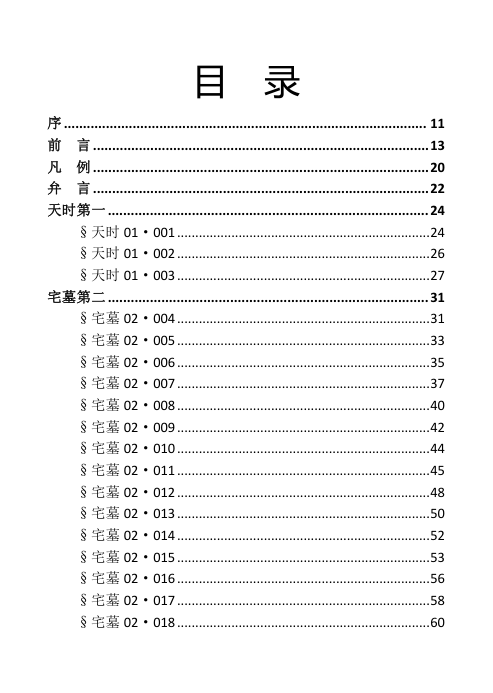 目　录
序........................................................................................................ 11
前　言................................................................................................13
凡　例................................................................................................20
弁　言................................................................................................22
天时第一............................................................................................24
§天时 01·001......................................................................24
§天时 01·002......................................................................26
§天时 01·003......................................................................27
宅墓第二............................................................................................31
§宅墓 02·004......................................................................31
§宅墓 02·005......................................................................33
§宅墓 02·006......................................................................35
§宅墓 02·007......................................................................37
§宅墓 02·008......................................................................40
§宅墓 02·009......................................................................42
§宅墓 02·010......................................................................44
§宅墓 02·011......................................................................45
§宅墓 02·012......................................................................48
§宅墓 02·013......................................................................50
§宅墓 02·014......................................................................52
§宅墓 02·015......................................................................53
§宅墓 02·016......................................................................56
§宅墓 02·017......................................................................58
§宅墓 02·018......................................................................60